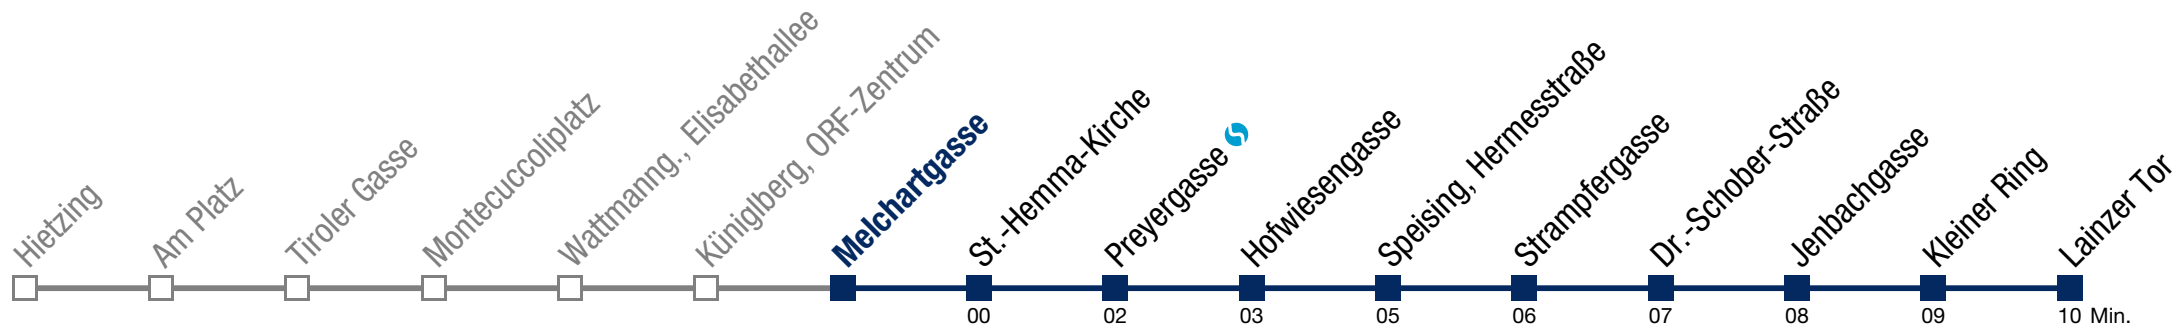 Hietzing
Am Platz
Tiroler Gasse
Montecuccoliplatz
Wattmanng., Elisabethallee
Küniglberg, ORF-Zentrum
Melchartgasse
St.-Hemma-Kirche
Preyergasse
Hofwiesengasse
Speising, Hermesstraße
Strampfergasse
Dr.-Schober-Straße
Jenbachgasse
Kleiner Ring
Lainzer Tor
00 02 03 05 06 07 08 09 10 Min.